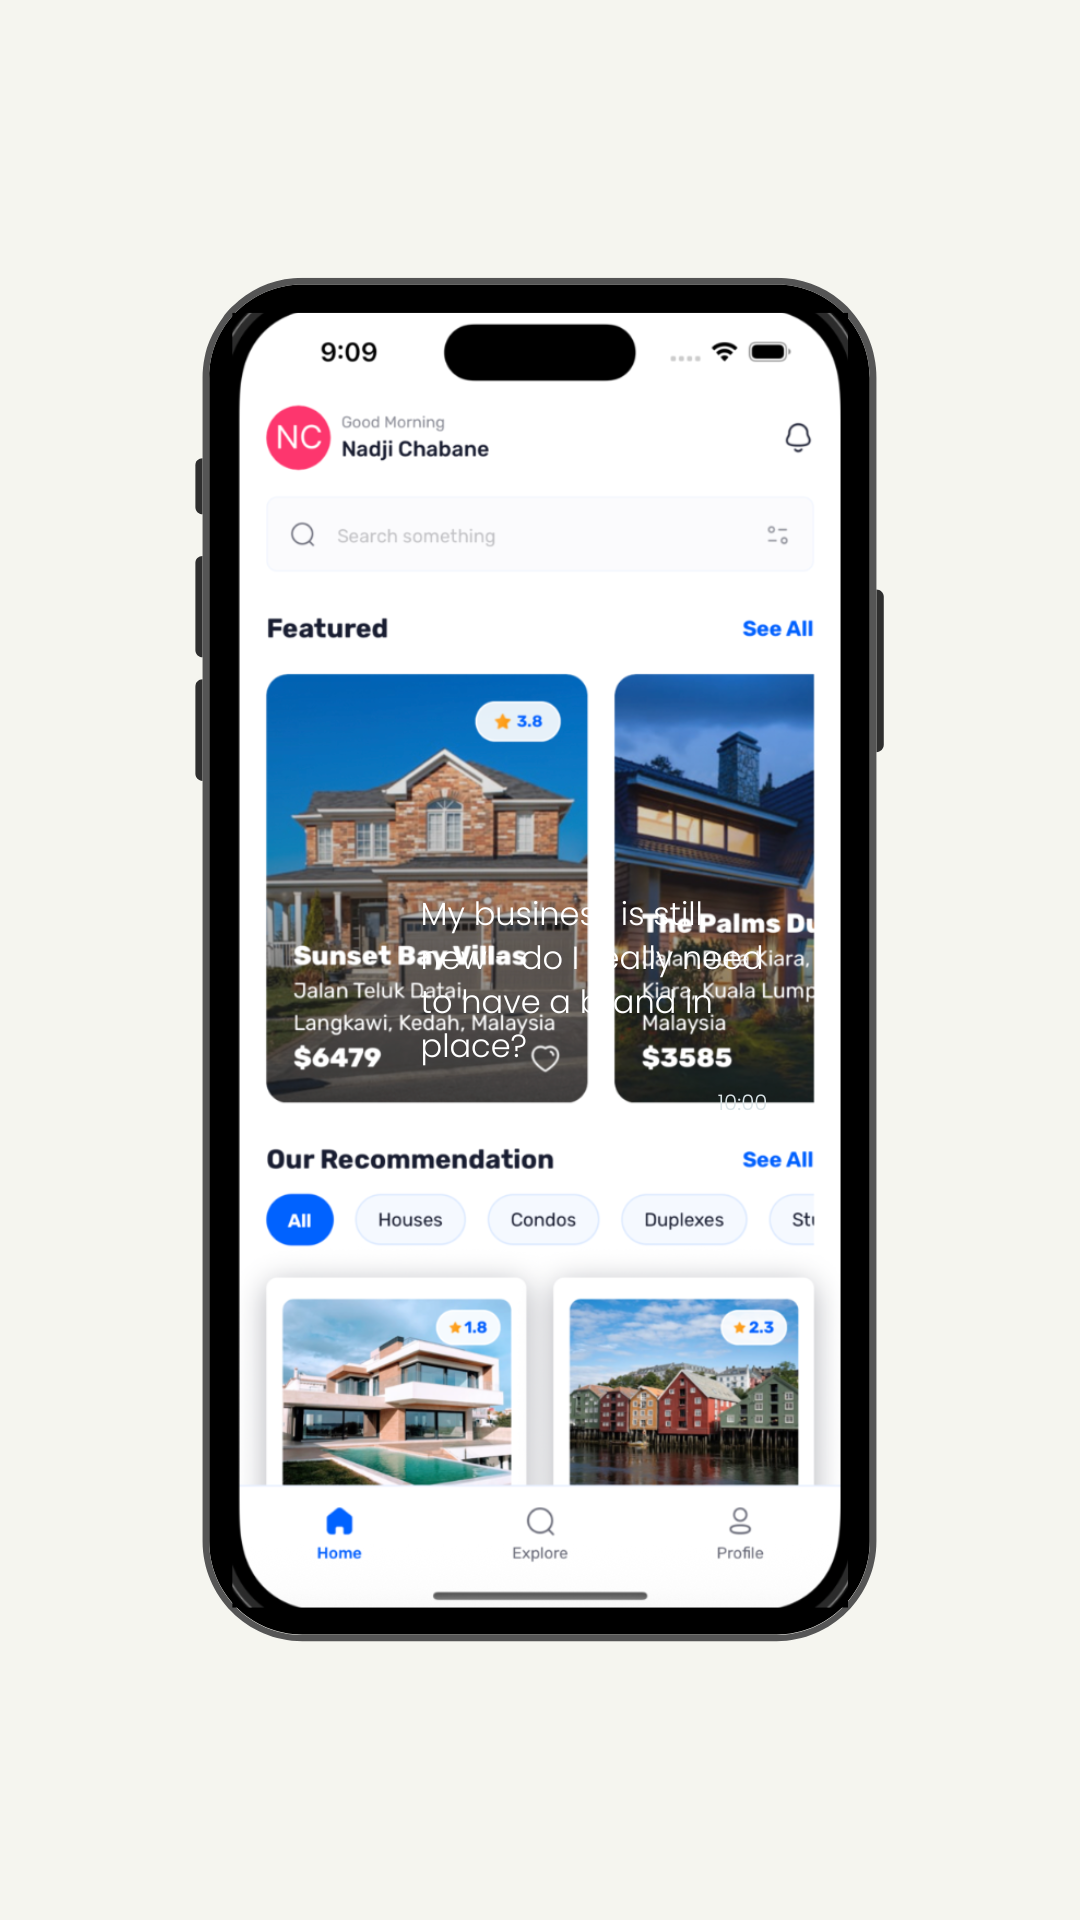 9:09
NC
Good Morning
Nadji Chabane
Search something
Featured
See All
3.8
Sunset Bay Villas
Jalan Teluk Datai,
Langkawi, Kedah, Malaysia
$6479
The Palms Du
Kiara,
Kiara, Kuala Lump
Malaysia
$3585
My business is still
new - do I really need
to have a brand in
place?
10:00
Our Recommendation
See All
All
Houses
Condos
Duplexes
Stu
1.8
2.3
Home
Explore
Profile